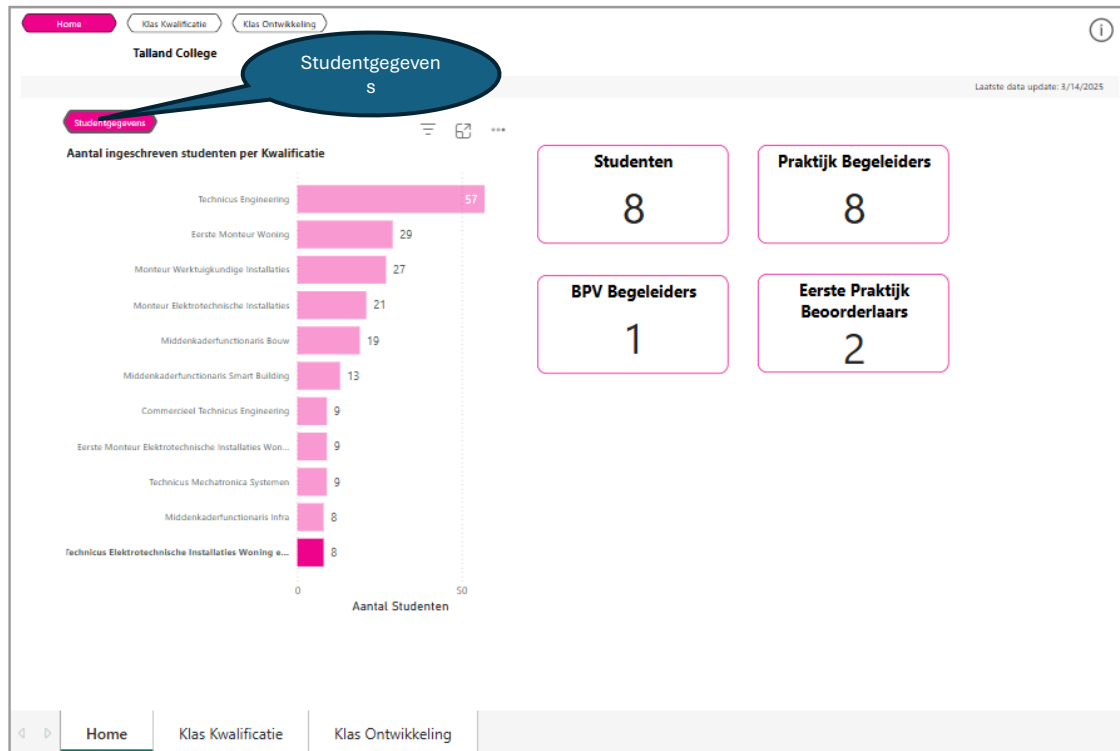 Home
Klas Kwalificatie
Klas Ontwikkeling
Talland College
Studentgegeven
s
Laatste data update: 3/14/2025
Studentgegevens
Aantal ingeschreven studenten per Kwalificatie
Technicus Engineering 57
Eerste Monteur Woning 29
Monteur Werktuigkundige Installaties 27
Monteur Elektrotechnische Installaties 21
Middenkaderfunctionaris Bouw 19
Middenkaderfunctionaris Smart Building 13
Commercieel Technicus Engineering 9
Eerste Monteur Elektrotechnische Installaties Won... 9
Technicus Mechatronica Systemen 9
Middenkaderfunctionaris Infra 8
Technicus Elektrotechnische Installaties Woning e... 8
0 50
Aantal Studenten
Studenten
8
Praktijk Begeleiders
8
BPV Begeleiders
1
Eerste Praktijk
Beoorderlaars
2
Home
Klas Kwalificatie
Klas Ontwikkeling